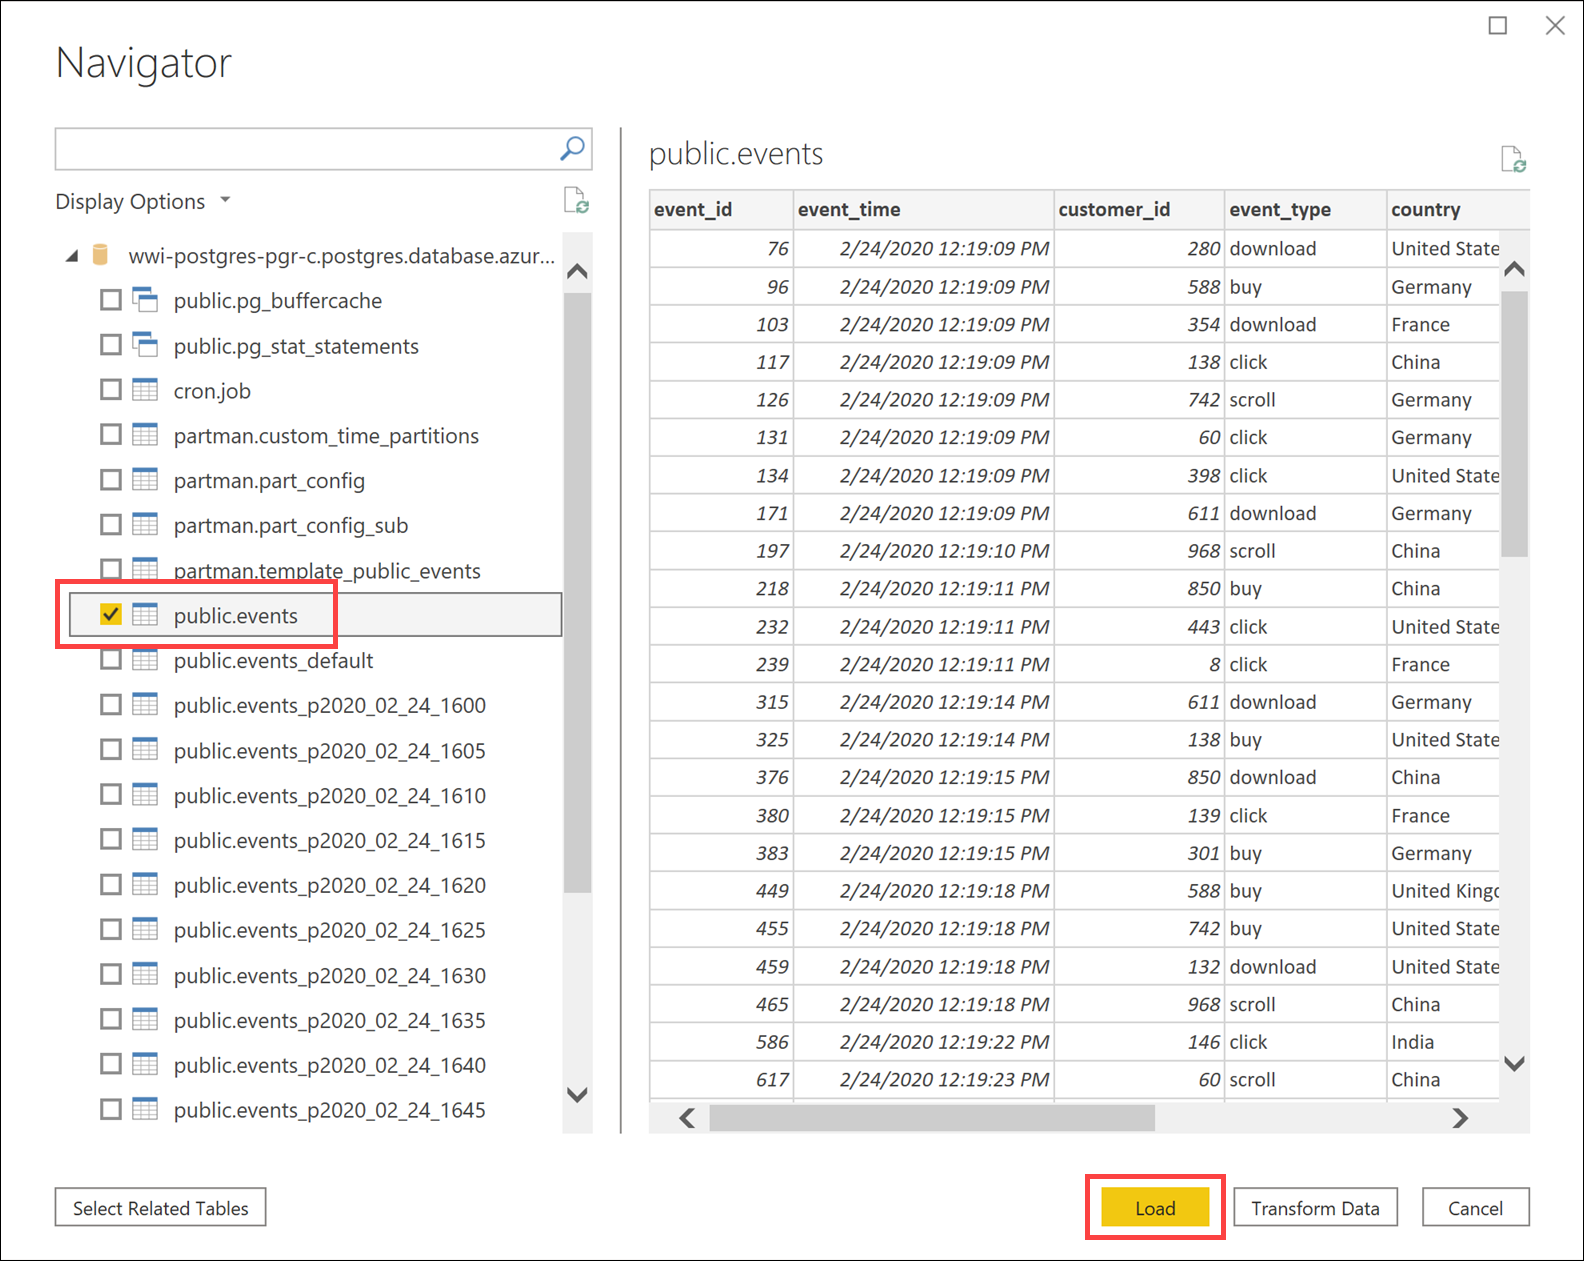 Navigator
Display Options
wwi-postgres-pgr-c.postgres.database.azur...
public.pg_buffercache
public.pg_stat_statements
cron.job
partman.custom_time_partitions
partman.part_config
partman.part_config_sub
partman.template_public_events
public.events
public.events_default
public.events_p2020_02_24_1600
public.events_p2020_02_24_1605
public.events_p2020_02_24_1610
public.events_p2020_02_24_1615
public.events_p2020_02_24_1620
public.events_p2020_02_24_1625
public.events_p2020_02_24_1630
public.events_p2020_02_24_1635
public.events_p2020_02_24_1640
public.events_p2020_02_24_1645
public.events
event_id event_time customer_id event_type country
76 2/24/2020 12:19:09 PM 280 download United State
96 2/24/2020 12:19:09 PM 588 buy Germany
103 2/24/2020 12:19:09 PM 354 download France
117 2/24/2020 12:19:09 PM 138 click China
126 2/24/2020 12:19:09 PM 742 scroll Germany
131 2/24/2020 12:19:09 PM 60 click Germany
134 2/24/2020 12:19:09 PM 398 click United State
171 2/24/2020 12:19:09 PM 611 download Germany
197 2/24/2020 12:19:10 PM 968 scroll China
218 2/24/2020 12:19:11 PM 850 buy China
232 2/24/2020 12:19:11 PM 443 click United State
239 2/24/2020 12:19:11 PM 8 click France
315 2/24/2020 12:19:14 PM 611 download Germany
325 2/24/2020 12:19:14 PM 138 buy United State
376 2/24/2020 12:19:15 PM 850 download China
380 2/24/2020 12:19:15 PM 139 click France
383 2/24/2020 12:19:15 PM 301 buy Germany
449 2/24/2020 12:19:18 PM 588 buy United Kingd
455 2/24/2020 12:19:18 PM 742 buy United State
459 2/24/2020 12:19:18 PM 132 download United State
465 2/24/2020 12:19:18 PM 968 scroll China
586 2/24/2020 12:19:22 PM 146 click India
617 2/24/2020 12:19:23 PM 60 scroll China
Select Related Tables
Load
Transform Data
Cancel